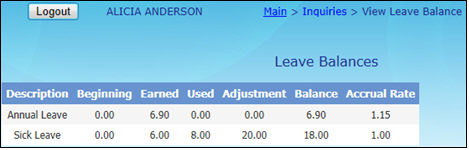 Logout ALICIA ANDERSON Main > Inquiries > View Leave Balance
Leave Balances
Description Beginning Earned Used Adjustment Balance Accrual Rate
Annual Leave 0.00 6.90 0.00 0.00 6.90 1.15
Sick Leave 0.00 6.00 8.00 20.00 18.00 1.00